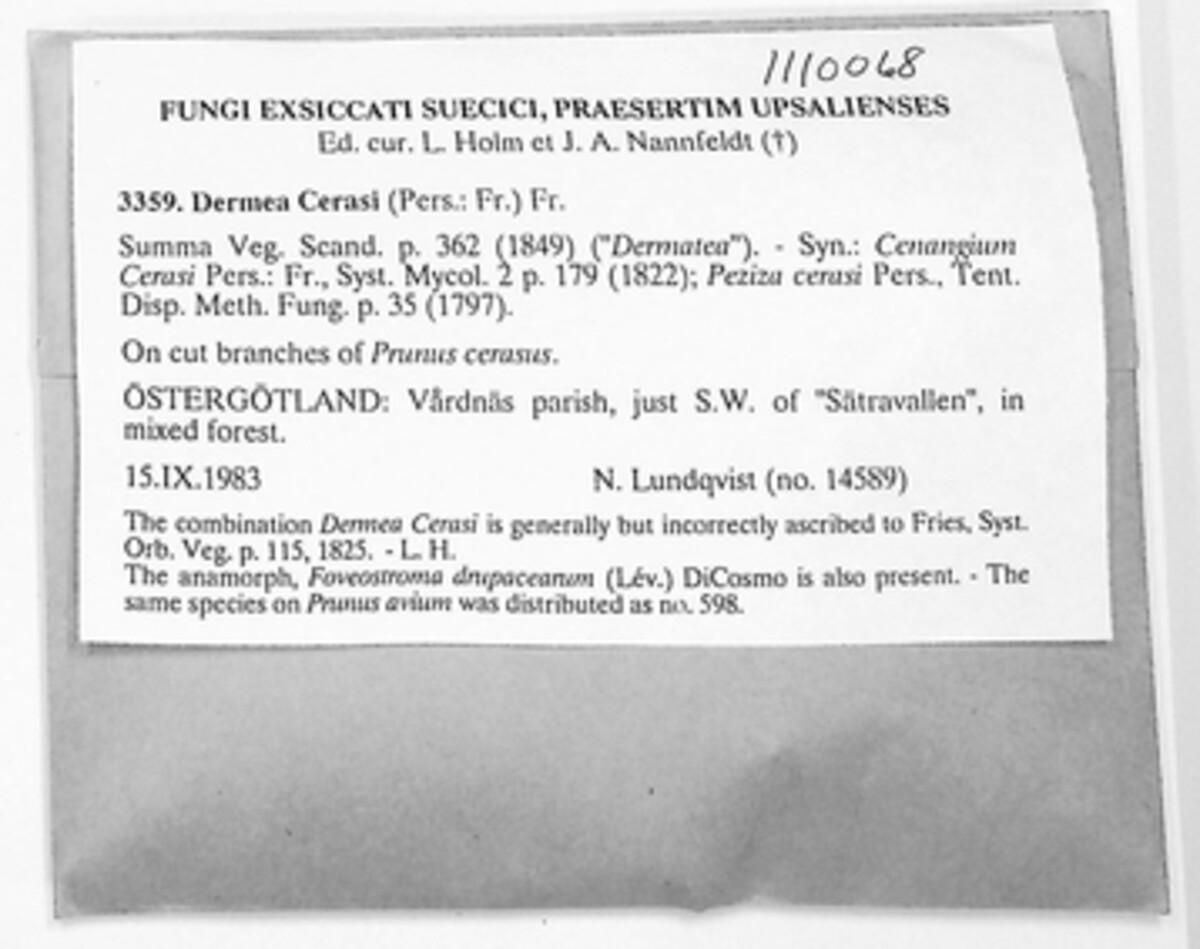 1110068
FUNGI EXSICCATI SUECICI, PRAESERTIM UPSALIENSES
Ed. cur. L. Holm et J. A. Nannfeldt (†)
3359. Dermea Cerasi (Pers.: Fr.) Fr.
Summa Veg. Scand. p. 362 (1849) ("Dermatea"). - Syn.: Cenangium
Cerasi Pers.: Fr., Syst. Mycol. 2 p. 179 (1822); Peziza cerasi Pers., Tent.
Disp. Meth. Fung. p. 35 (1797).
On cut branches of Prunus cerasus.
ÖSTERGÖTLAND: Vårdnäs parish, just S.W. of "Sätravallen", in
mixed forest.
15.IX.1983 N. Lundqvist (no. 14589)
The combination Dermea Cerasi is generally but incorrectly ascribed to Fries, Syst.
Orb. Veg. p. 115, 1825. - L. H.
The anamorph, Foveostroma drupacearum (Lév.) DiCosmo is also present. - The
same species on Prunus avium was distributed as no. 598.